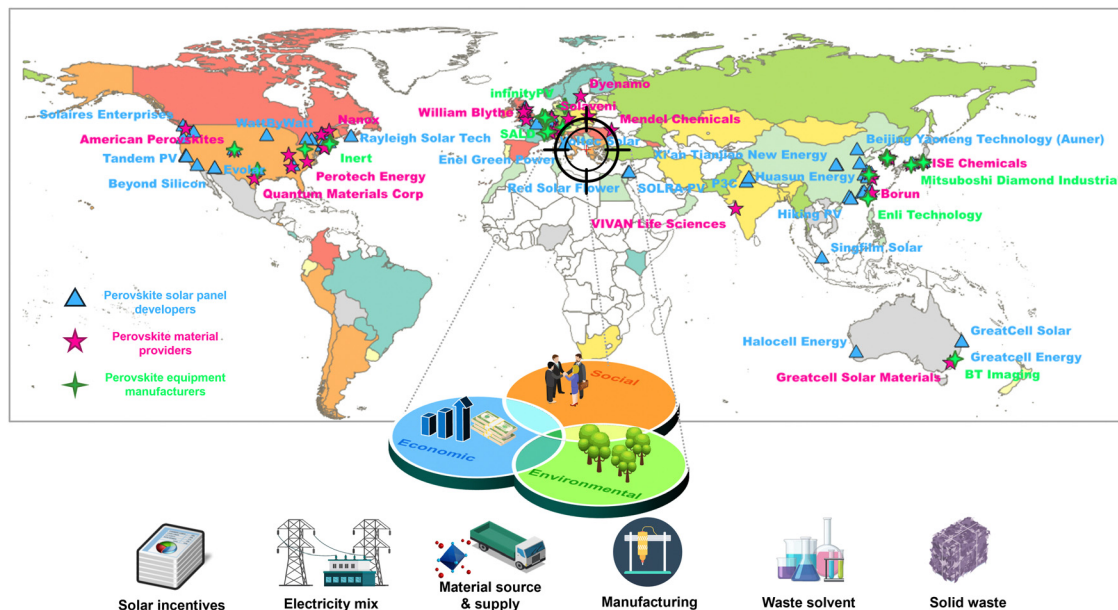 Dyenamo
infinityPV
Solaires Enterprises
William Blythe
Solaveni
WattByWatt
Nanox
Mendel Chemicals
American Perovskites
Rayleigh Solar Tech
SALD
Beijing Yaoneng Technology (Auner)
Tandem PV
Inert
Enel Green Power
Solar
Xi'an Tianjiao New Energy
ISE Chemicals
Evolar
Perotech Energy
P3C
Huasun Energy
Mitsuboshi Diamond Industria
Beyond Silicon
Red Solar Flower
SOLRA-PV
Borun
Quantum Materials Corp
VIVAN Life Sciences
Hiking PV
Enli Technology
Singfilm Solar
Perovskite solar panel
developers
Perovskite material
providers
Perovskite equipment
manufacturers
GreatCell Solar
Halocell Energy
Greatcell Energy
Greatcell Solar Materials
BT Imaging
Social
Economic
Environmental
Solar incentives
Electricity mix
Material source
& supply
Manufacturing
Waste solvent
Solid waste